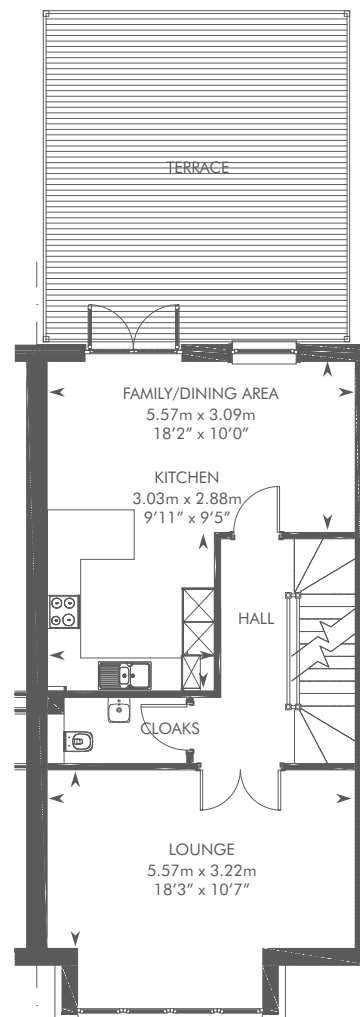 TERRACE
FAMILY/DINING AREA
5.57m x 3.09m
18’2” x 10’0”
KITCHEN
3.03m x 2.88m
9’11” x 9’5”
HALL
CLOAKS
LOUNGE
5.57m x 3.22m
18’3” x 10’7”